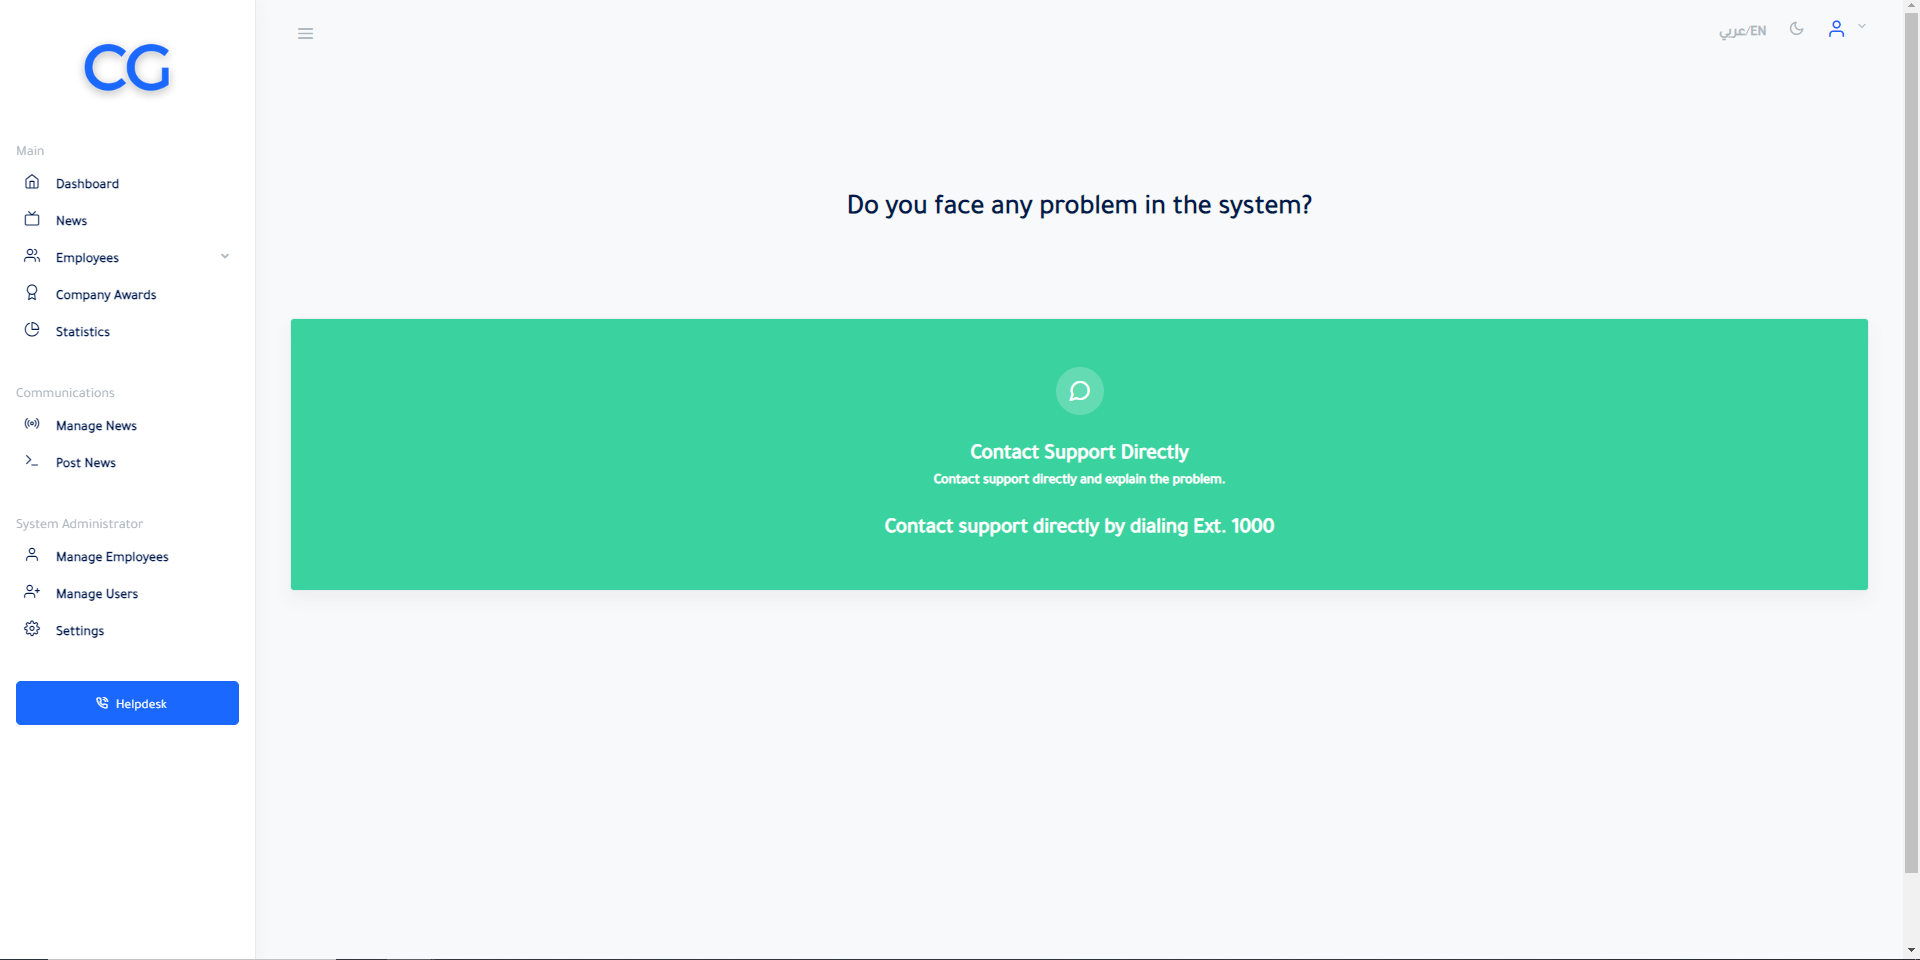 CG
عربي/EN
Main
Dashboard
News
Employees
Company Awards
Statistics
Communications
Manage News
Post News
System Administrator
Manage Employees
Manage Users
Settings
Helpdesk
Do you face any problem in the system?
Contact Support Directly
Contact support directly and explain the problem.
Contact support directly by dialing Ext. 1000